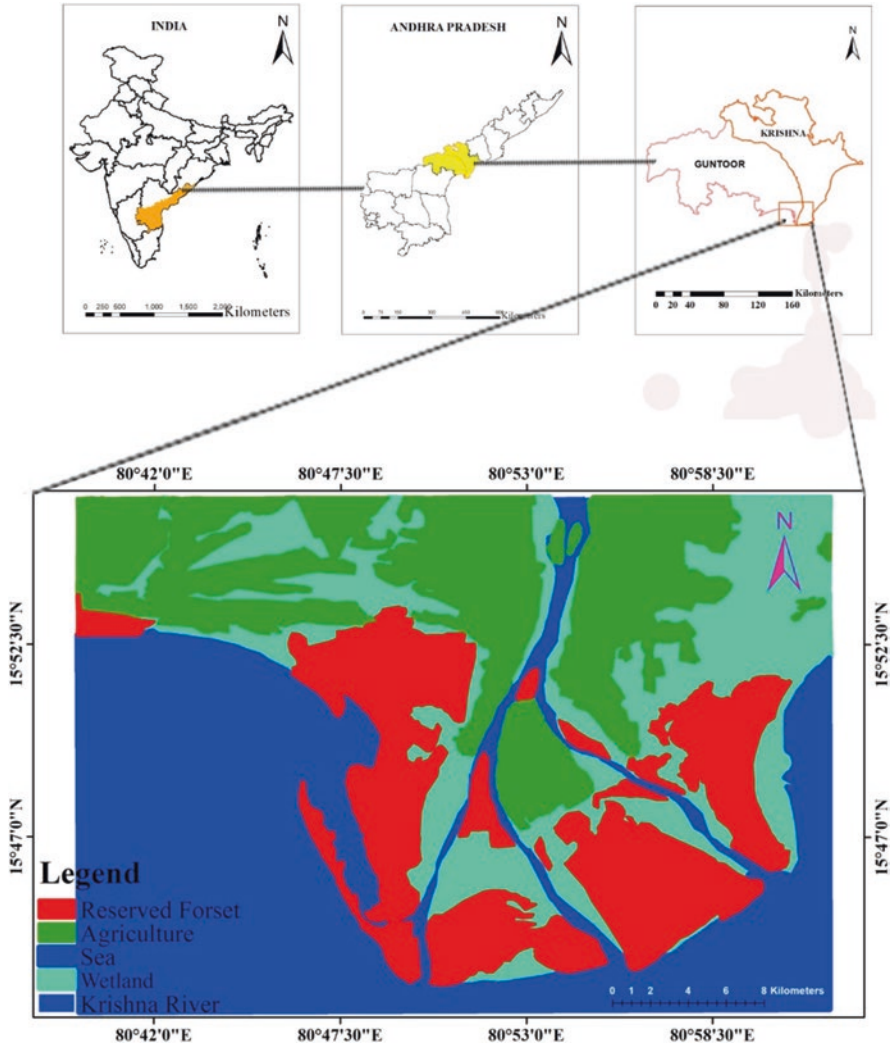 INDIA
N
0 250 500 1,000 1,500 2,000
Kilometers
ANDHRA PRADESH
N
Kilometers
N
KRISHNA
GUNTOOR
Kilometers
0 20 40 80 120 160
80°42'0"E 80°47'30"E 80°53'0"E 80°58'30"E
N
15°52'30"N 15°52'30"N
15°47'0"N 15°47'0"N
Legend
Reserved Forset
Agriculture
Sea
Wetland
Krishna River
0 1 2 4 6 8 Kilometers
80°42'0"E 80°47'30"E 80°53'0"E 80°58'30"E